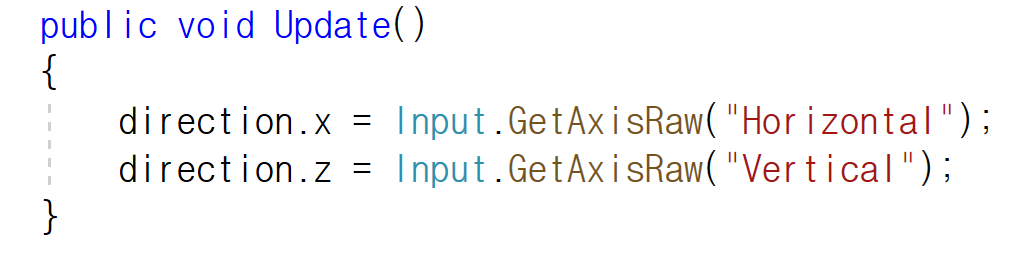 public void Update()
{
    direction.x = Input.GetAxisRaw("Horizontal");
    direction.z = Input.GetAxisRaw("Vertical");
}